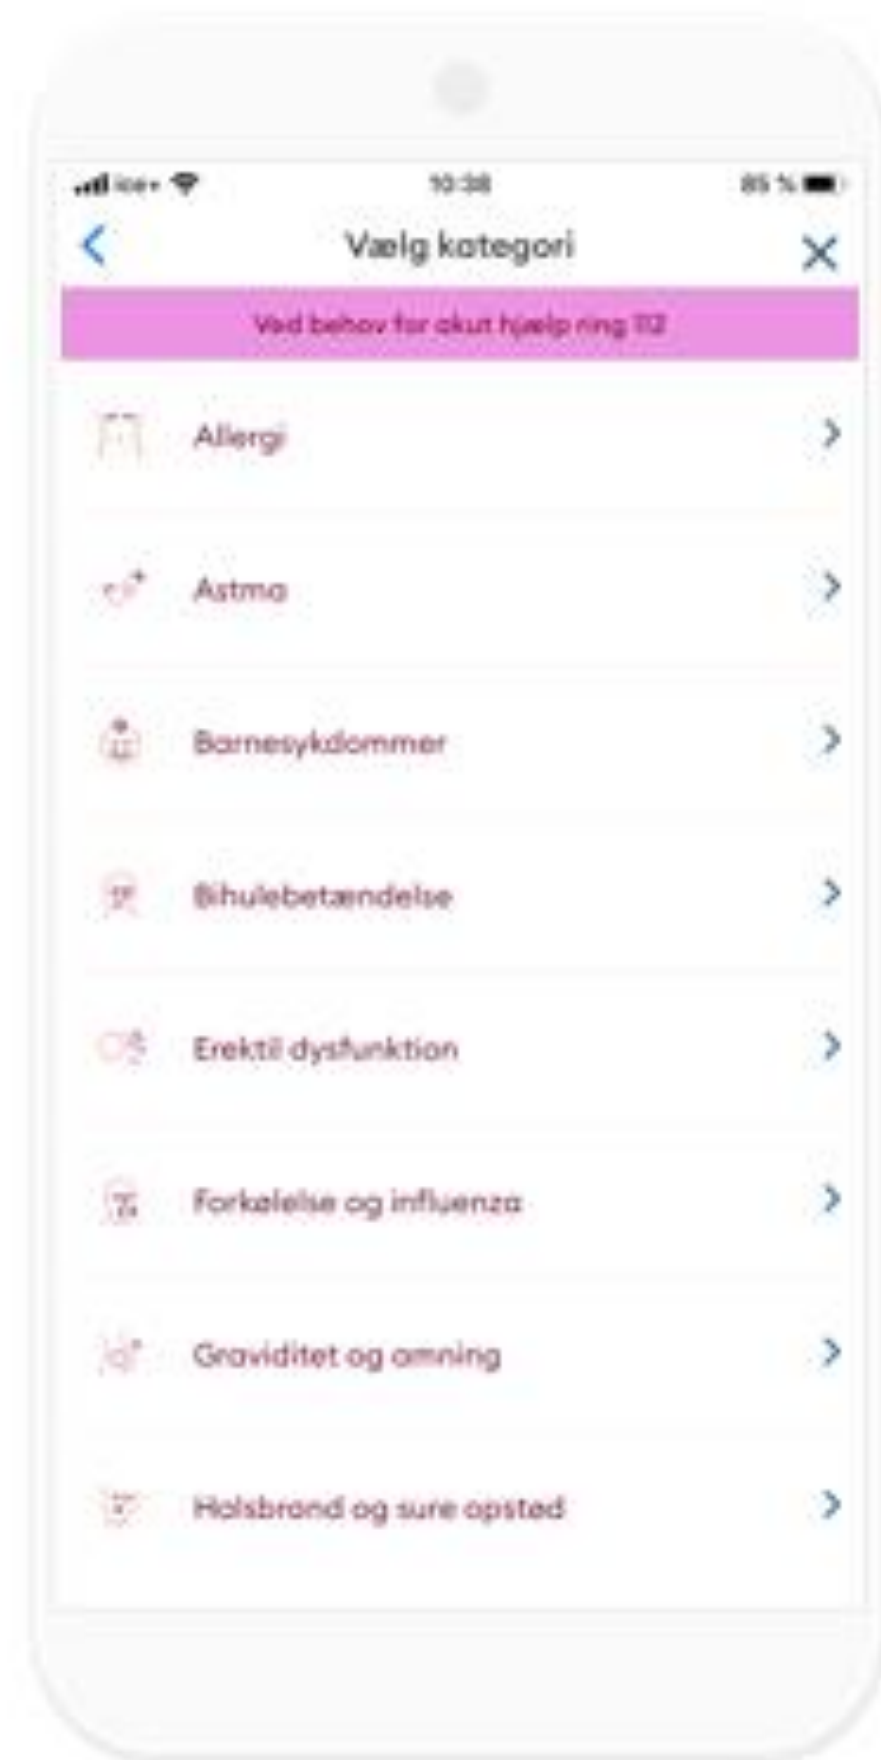 ice+
10:38
85 %
Vælg kategori
Ved behov for akut hjælp ring 112
Allergi
Astma
Barnesykdommer
Bihulebetændelse
Erektil dysfunktion
Forkølelse og influenza
Graviditet og amning
Halsbrand og sure opstød